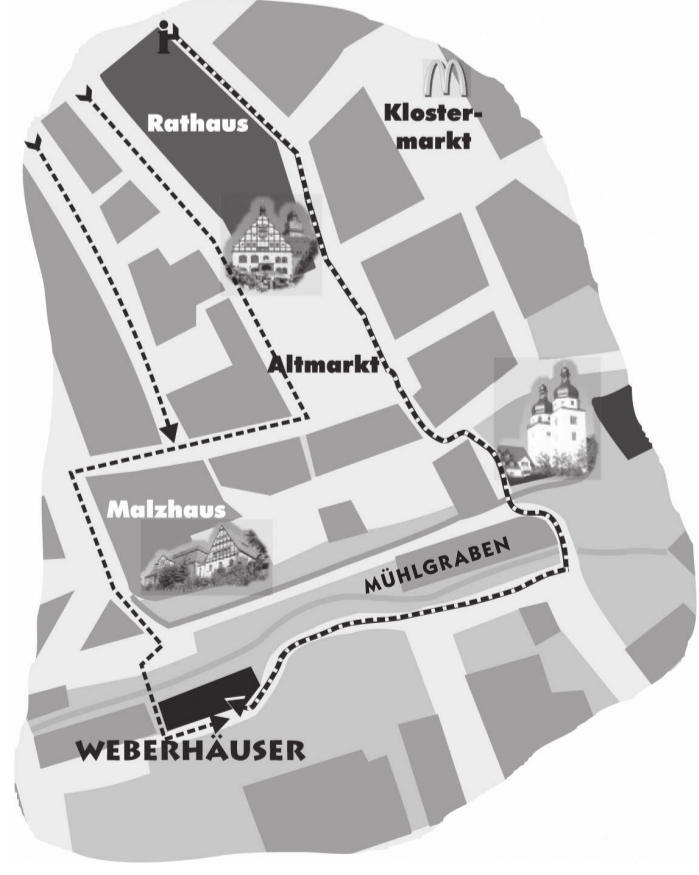 i
Rathaus
Kloster-
markt
Altmarkt
Malzhaus
MÜHLGRABEN
WEBERHÄUSER